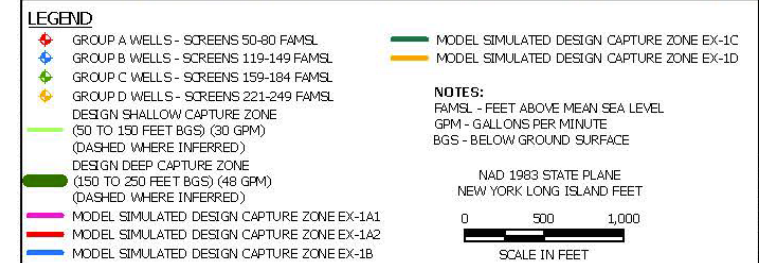 LEGEND
GROUP A WELLS - SCREENS 50-80 FAMSL
GROUP B WELLS - SCREENS 119-149 FAMSL
GROUP C WELLS - SCREENS 159-184 FAMSL
GROUP D WELLS - SCREENS 221-249 FAMSL
DESIGN SHALLOW CAPTURE ZONE
(50 TO 150 FEET BGS) (30 GPM)
(DASHED WHERE INFERRED)
DESIGN DEEP CAPTURE ZONE
(150 TO 250 FEET BGS) (48 GPM)
(DASHED WHERE INFERRED)
MODEL SIMULATED DESIGN CAPTURE ZONE EX-1A1
MODEL SIMULATED DESIGN CAPTURE ZONE EX-1A2
MODEL SIMULATED DESIGN CAPTURE ZONE EX-1B
MODEL SIMULATED DESIGN CAPTURE ZONE EX-1C
MODEL SIMULATED DESIGN CAPTURE ZONE EX-1D
NOTES:
FAMSL - FEET ABOVE MEAN SEA LEVEL
GPM - GALLONS PER MINUTE
BGS - BELOW GROUND SURFACE
NAD 1983 STATE PLANE
NEW YORK LONG ISLAND FEET
0 500 1,000
SCALE IN FEET